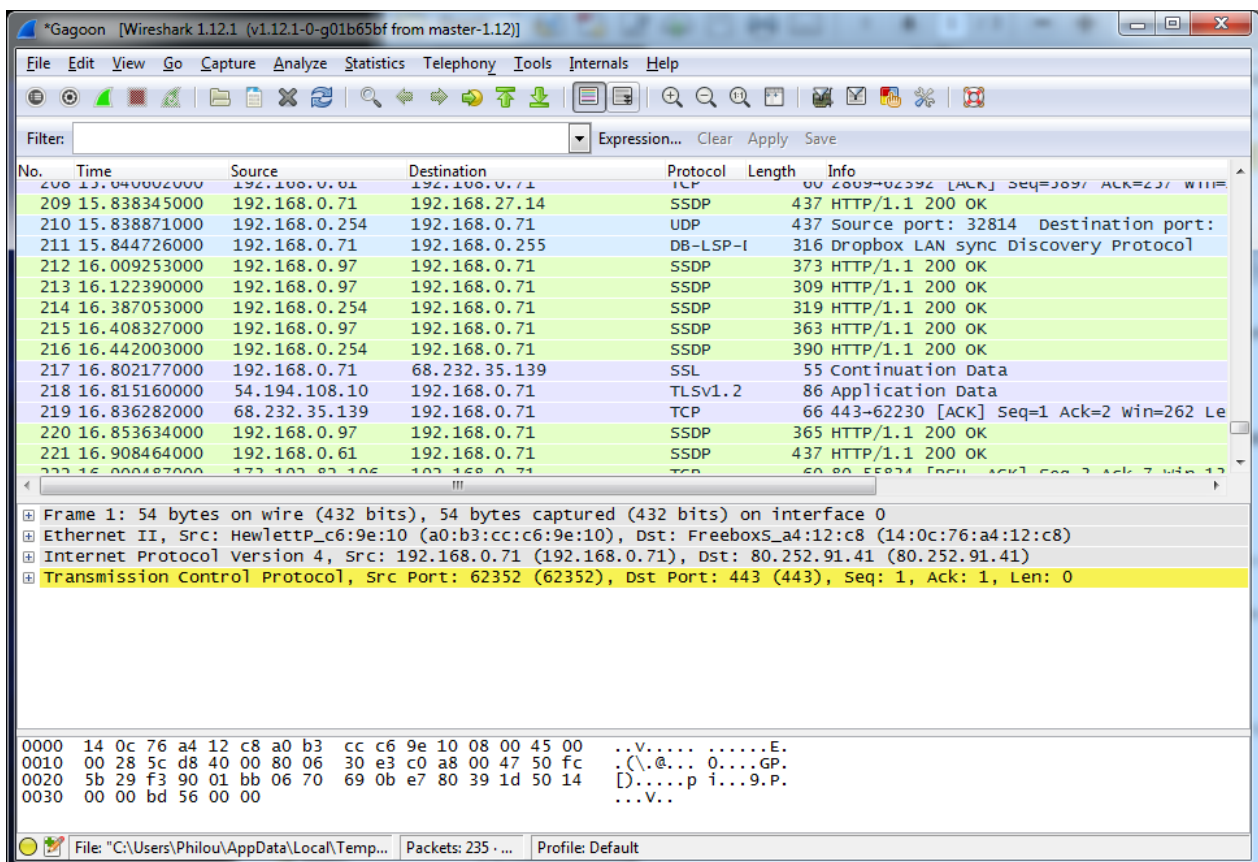 *Gagoon [Wireshark 1.12.1 (v1.12.1-0-g01b65bf from master-1.12)]
File Edit View Go Capture Analyze Statistics Telephony Tools Internals Help
Filter: Expression... Clear Apply Save
No. Time Source Destination Protocol Length Info
208 15.640602000 192.168.0.61 192.168.0.71 TCP 60 2869→62592 [ACK] Seq=3897 Ack=257 Win=
209 15.838345000 192.168.0.71 192.168.27.14 SSDP 437 HTTP/1.1 200 OK
210 15.838871000 192.168.0.254 192.168.0.71 UDP 437 Source port: 32814 Destination port:
211 15.844726000 192.168.0.71 192.168.0.255 DB-LSP-I 316 Dropbox LAN sync Discovery Protocol
212 16.009253000 192.168.0.97 192.168.0.71 SSDP 373 HTTP/1.1 200 OK
213 16.122390000 192.168.0.97 192.168.0.71 SSDP 309 HTTP/1.1 200 OK
214 16.387053000 192.168.0.254 192.168.0.71 SSDP 319 HTTP/1.1 200 OK
215 16.408327000 192.168.0.97 192.168.0.71 SSDP 363 HTTP/1.1 200 OK
216 16.442003000 192.168.0.254 192.168.0.71 SSDP 390 HTTP/1.1 200 OK
217 16.802177000 192.168.0.71 68.232.35.139 SSL 55 Continuation Data
218 16.815160000 54.194.108.10 192.168.0.71 TLSv1.2 86 Application Data
219 16.836282000 68.232.35.139 192.168.0.71 TCP 66 443→62230 [ACK] Seq=1 Ack=2 Win=262 Le
220 16.853634000 192.168.0.97 192.168.0.71 SSDP 365 HTTP/1.1 200 OK
221 16.908464000 192.168.0.61 192.168.0.71 SSDP 437 HTTP/1.1 200 OK
Frame 1: 54 bytes on wire (432 bits), 54 bytes captured (432 bits) on interface 0
Ethernet II, Src: HewlettP_c6:9e:10 (a0:b3:cc:c6:9e:10), Dst: FreeboxS_a4:12:c8 (14:0c:76:a4:12:c8)
Internet Protocol Version 4, Src: 192.168.0.71 (192.168.0.71), Dst: 80.252.91.41 (80.252.91.41)
Transmission Control Protocol, Src Port: 62352 (62352), Dst Port: 443 (443), Seq: 1, Ack: 1, Len: 0
0000 14 0c 76 a4 12 c8 a0 b3 cc c6 9e 10 08 00 45 00 ..v..... ......E.
0010 00 28 5c d8 40 00 80 06 30 e3 c0 a8 00 47 50 fc .(\.@... 0....GP.
0020 5b 29 f3 90 01 bb 06 70 69 0b e7 80 39 1d 50 14 [).....p i...9.P.
0030 00 00 bd 56 00 00 ...V..
File: "C:\Users\Philou\AppData\Local\Temp... Packets: 235 · ... Profile: Default